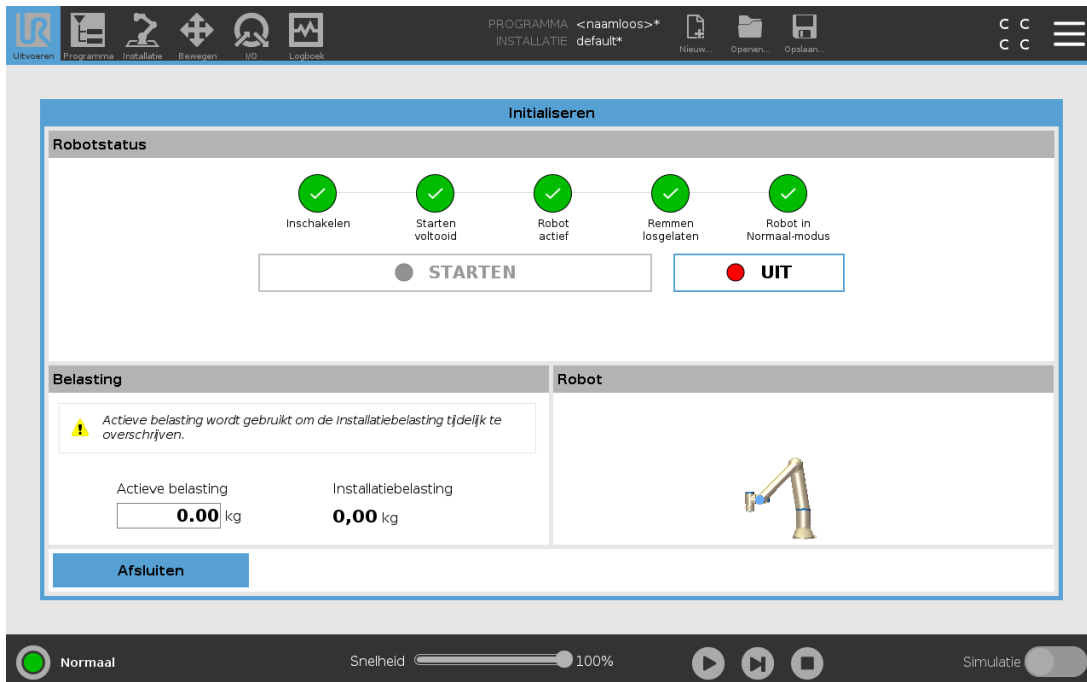 UR
PROGRAMMA <naamloos>*
INSTALLATIE default*
Uitvoeren Programma Installatie Bewegen I/O Logboek
Nieuw... Openen... Opslaan...
C C
C C
Initialiseren
Robotstatus
Inschakelen
Starten
voltooid
Robot
actief
Remmen
losgelaten
Robot in
Normaal-modus
STARTEN
UIT
Belasting
Actieve belasting wordt gebruikt om de Installatiebelasting tijdelijk te
overschrijven.
Actieve belasting
0.00 kg
Installatiebelasting
0,00 kg
Robot
Afsluiten
Normaal
Snelheid
100%
Simulatie